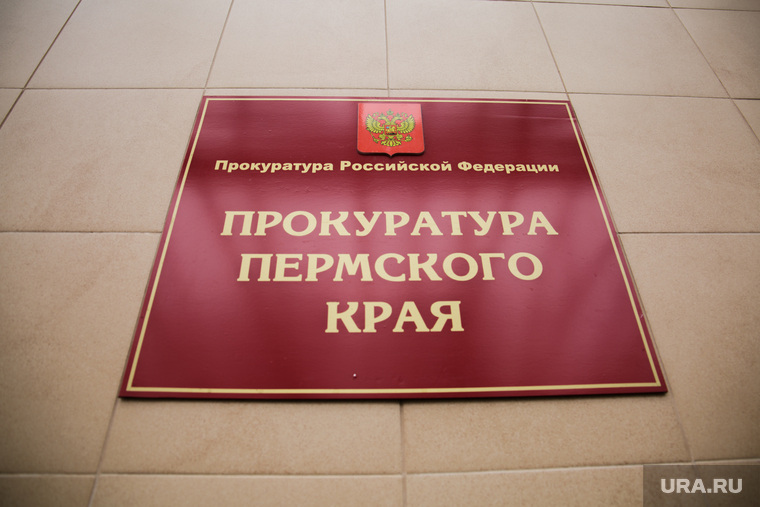 Прокуратура Российской Федерации
ПРОКУРАТУРА
ПЕРМСКОГО
КРАЯ
URA.RU